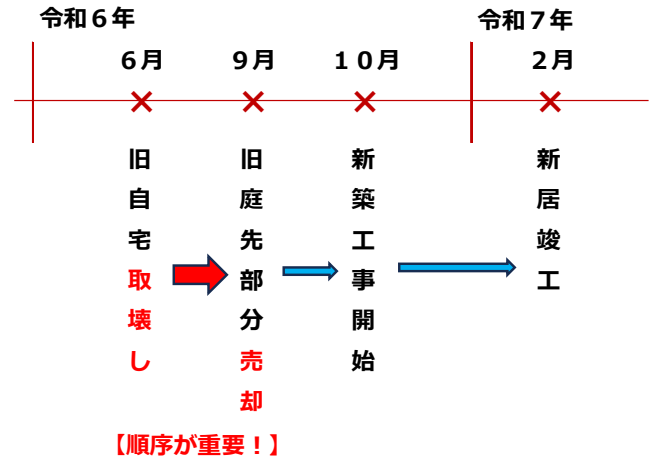 令和６年
令和７年
６月
９月
１０月
２月
旧自宅取壊し
旧庭先部分売却
新築工事開始
新居竣工
【順序が重要！】